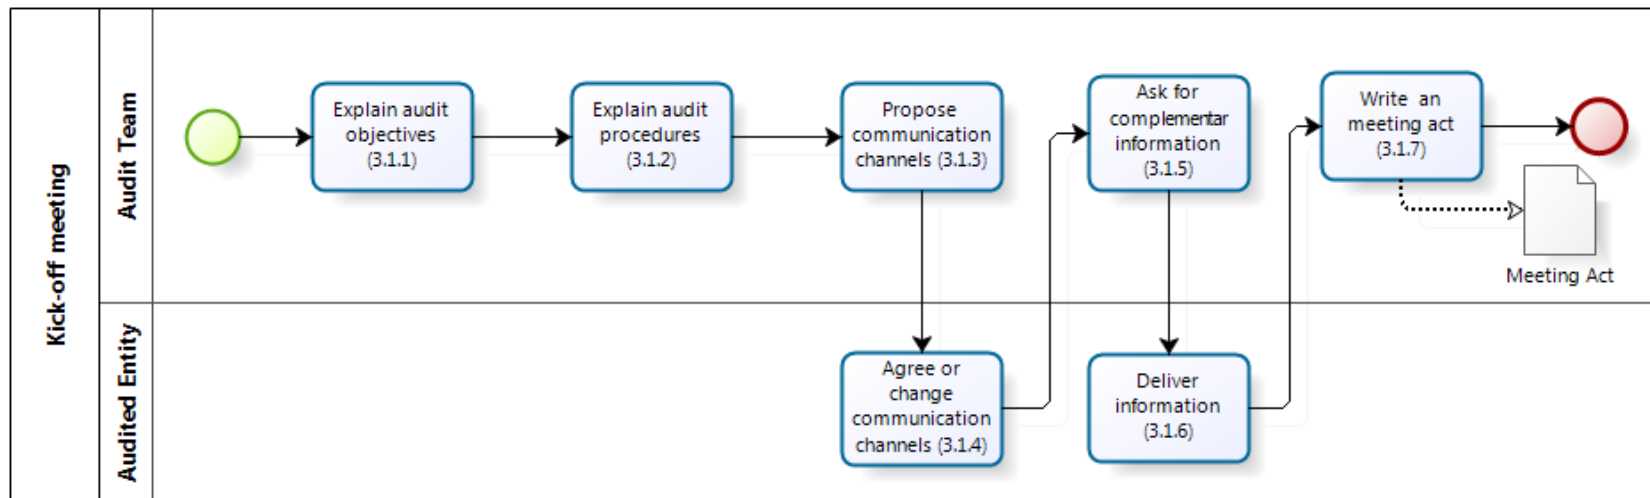 Kick-off meeting
Audit Team
Explain audit
objectives
(3.1.1)
Explain audit
procedures
(3.1.2)
Propose
communication
channels (3.1.3)
Ask for
complementar
information
(3.1.5)
Write an
meeting act
(3.1.7)
Meeting Act
Audited Entity
Agree or
change
communication
channels (3.1.4)
Deliver
information
(3.1.6)